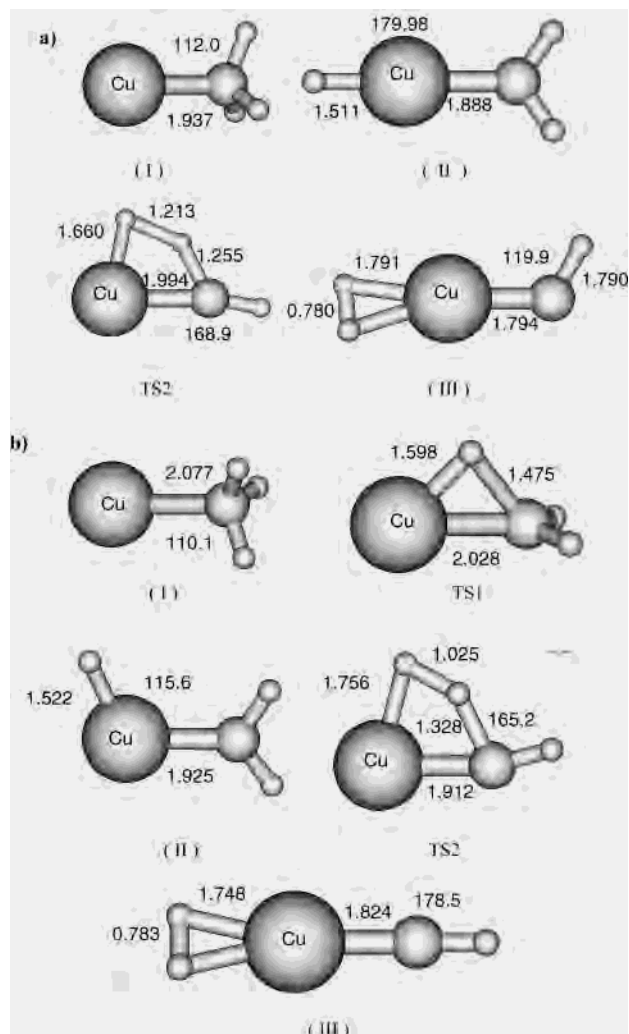 a)
112.0
Cu
1.937
( I )
179.98
Cu
1.511
1.888
( II )
1.213
1.660
1.255
Cu
1.994
168.9
TS2
1.791
119.9
0.780
Cu
1.790
1.794
(III)
b)
2.077
Cu
110.1
( I )
1.598
1.475
Cu
2.028
TS1
115.6
1.522
Cu
1.925
(II)
1.025
1.756
1.328
165.2
Cu
1.912
TS2
1.748
178.5
0.783
Cu
1.824
(III)